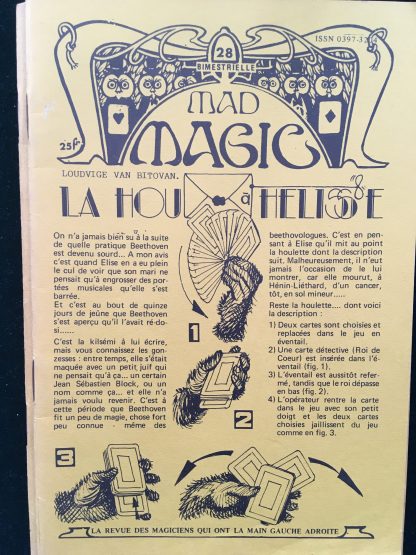 ISSN 0397-32
28
BIMESTRIELLE
MAD
MAGIC
25fr
LOUDVIGE VAN BITOVAN.
LA HOU à HELISSE
On n'a jamais bien su à la suite
de quelle pratique Beethoven
est devenu sourd... A mon avis
c'est quand Elise en a eu plein
le cul de voir que son mari ne
pensait qu'à engrosser des por-
tées musicales qu'elle s'est
barrée.
Et c'est au bout de quinze
jours de jeûne que Beethoven
s'est aperçu qu'il l'avait ré-do-
si......
C'est la kilsémi à lui écrire,
mais vous connaissez les gon-
zesses : entre temps, elle s'était
maquée avec un petit juif qui
ne pensait qu'à ça... un certain
Jean Sébastien Block, ou un
nom comme ça... et elle n'a
jamais voulu revenir. C'est à
cette période que Beethoven
fit un peu de magie, chose fort
peu connue - même des
beethovologues. C'est en pen-
sant à Elise qu'il mit au point
la houlette dont la description
suit. Malheureusement, il n'eut
jamais l'occasion de le lui
montrer, car elle mourut, à
Hénin-Liéthard, d'un cancer,
tôt, en sol mineur.....
Reste la houlette.... dont voici
la description :
1) Deux cartes sont choisies et
replacées dans le jeu en
éventail.
2) Une carte détective (Roi de
Coeur) est insérée dans l'é-
ventail (fig. 1).
3) L'éventail est aussitôt refer-
mé, tandis que le roi dépasse
en bas (fig. 2).
4) L'opérateur rentre la carte
dans le jeu avec son petit
doigt et les deux cartes
choisies jaillissent du jeu
comme en fig. 3.
1
2
3
LA REVUE DES MAGICIENS QUI ONT LA MAIN GAUCHE ADROITE